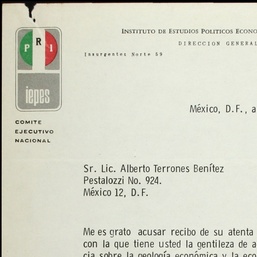 P R I
INSTITUTO DE ESTUDIOS POLITICOS ECONO
DIRECCION GENERAL
Insurgentes Norte 59
iepes
COMITE
EJECUTIVO
NACIONAL
México, D.F., a
Sr. Lic. Alberto Terrones Benítez
Pestalozzi No. 924.
México 12, D.F.
Me es grato acusar recibo de su atenta
con la que tiene usted la gentileza de a
cia sobre la geología económica y la eco